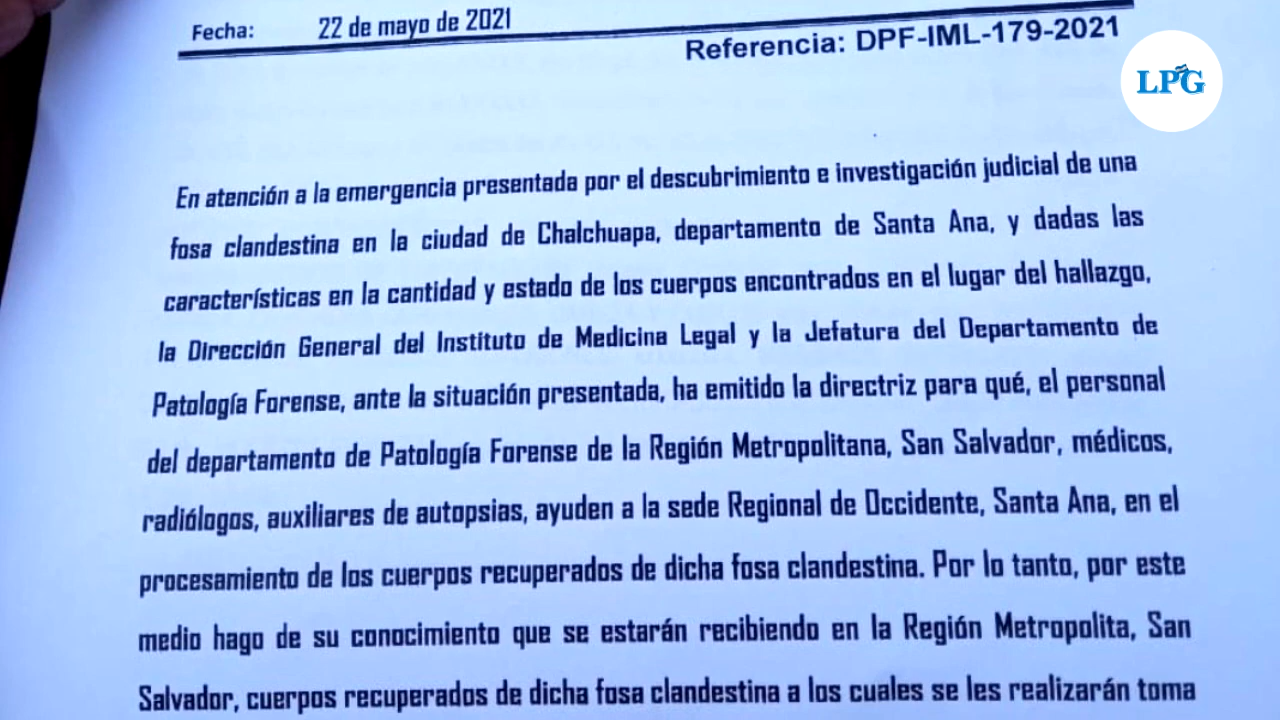 Fecha: 22 de mayo de 2021
Referencia: DPF-IML-179-2021
LPG
En atención a la emergencia presentada por el descubrimiento e investigación judicial de una
fosa clandestina en la ciudad de Chalchuapa, departamento de Santa Ana, y dadas las
características en la cantidad y estado de los cuerpos encontrados en el lugar del hallazgo,
la Dirección General del Instituto de Medicina Legal y la Jefatura del Departamento de
Patología Forense, ante la situación presentada, ha emitido la directriz para qué, el personal
del departamento de Patología Forense de la Región Metropolitana, San Salvador, médicos,
radiólogos, auxiliares de autopsias, ayuden a la sede Regional de Occidente, Santa Ana, en el
procesamiento de los cuerpos recuperados de dicha fosa clandestina. Por lo tanto, por este
medio hago de su conocimiento que se estarán recibiendo en la Región Metropolita, San
Salvador, cuerpos recuperados de dicha fosa clandestina a los cuales se les realizarán toma